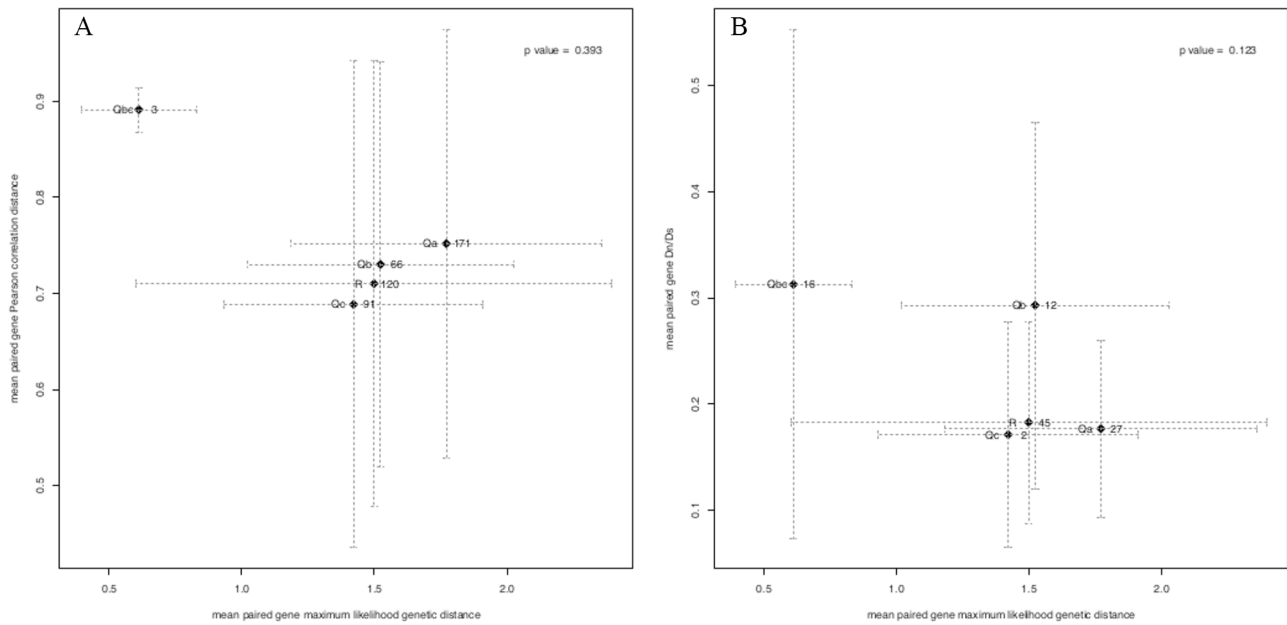 A
p value = 0.393
mean paired gene Pearson correlation distance
0.9
0.8
0.7
0.6
0.5
Qbc 3
Qa 171
Qb 66
R 120
Qc 91
0.5 1.0 1.5 2.0
mean paired gene maximum likelihood genetic distance
B
p value = 0.123
mean paired gene Dn/Ds
0.5
0.4
0.3
0.2
0.1
Qbc 16
Qb 12
R 45
Qa 27
Qc 2
0.5 1.0 1.5 2.0
mean paired gene maximum likelihood genetic distance